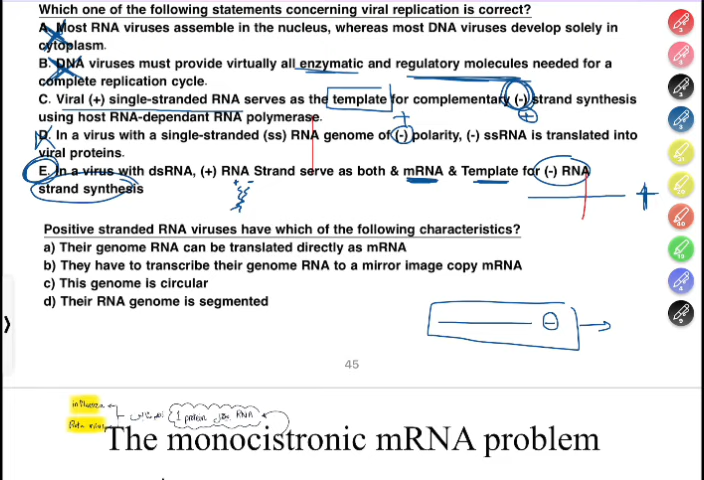 Which one of the following statements concerning viral replication is correct?
A. Most RNA viruses assemble in the nucleus, whereas most DNA viruses develop solely in
cytoplasm.
B. DNA viruses must provide virtually all enzymatic and regulatory molecules needed for a
complete replication cycle.
C. Viral (+) single-stranded RNA serves as the template for complementary (-) strand synthesis
using host RNA-dependent RNA polymerase.
D. In a virus with a single-stranded (ss) RNA genome of (-) polarity, (-) ssRNA is translated into
viral proteins.
E. In a virus with dsRNA, (+) RNA Strand serve as both & mRNA & Template for (-) RNA
strand synthesis
Positive stranded RNA viruses have which of the following characteristics?
a) Their genome RNA can be translated directly as mRNA
b) They have to transcribe their genome RNA to a mirror image copy mRNA
c) This genome is circular
d) Their RNA genome is segmented
45
influenza
Rota virus
1 protein RNA
The monocistronic mRNA problem